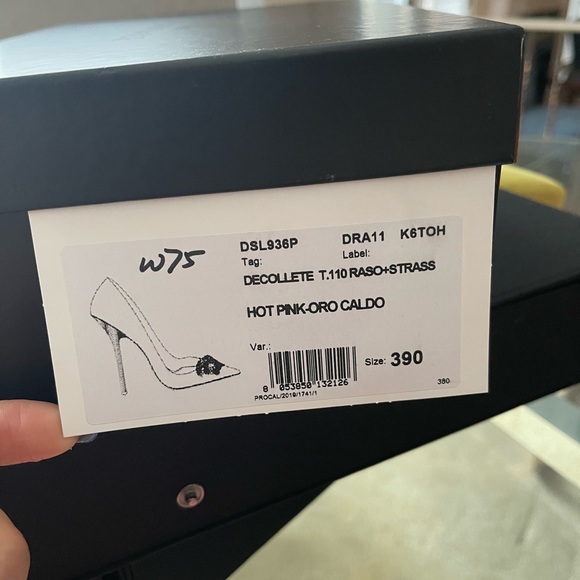 W75
DSL936P DRA11 K6TOH
Tag: Label:
DECOLLETE T.110 RASO+STRASS
HOT PINK-ORO CALDO
Var.:
Size: 390
8 053850 132126
PROCAL/2019/1741/1
380